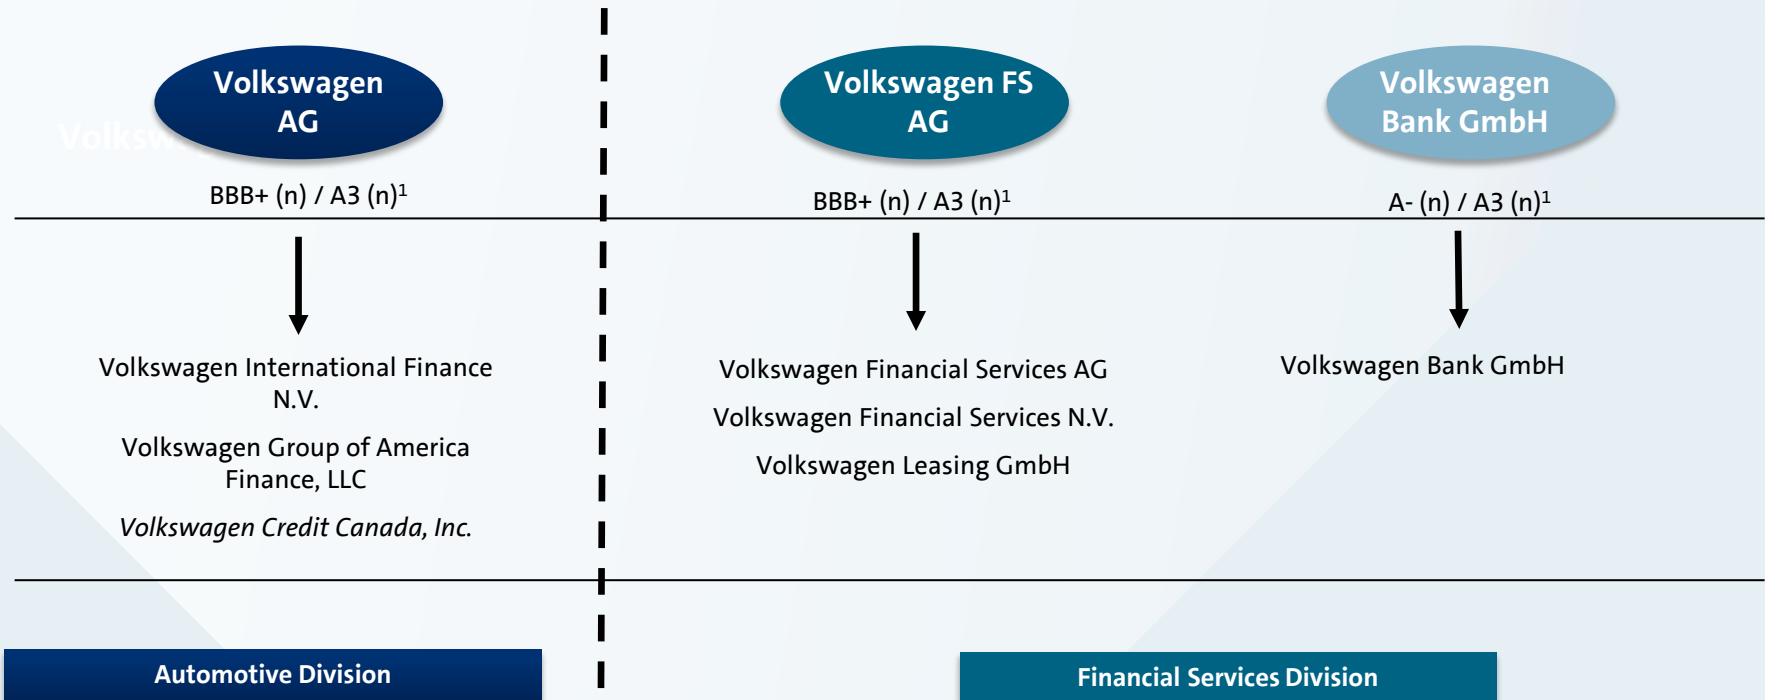 Volkswagen
AG
Volksw
BBB+ (n) / A3 (n)¹
Volkswagen International Finance
N.V.
Volkswagen Group of America
Finance, LLC
Volkswagen Credit Canada, Inc.
Automotive Division
Volkswagen FS
AG
BBB+ (n) / A3 (n)¹
Volkswagen Financial Services AG
Volkswagen Financial Services N.V.
Volkswagen Leasing GmbH
Volkswagen
Bank GmbH
A- (n) / A3 (n)¹
Volkswagen Bank GmbH
Financial Services Division